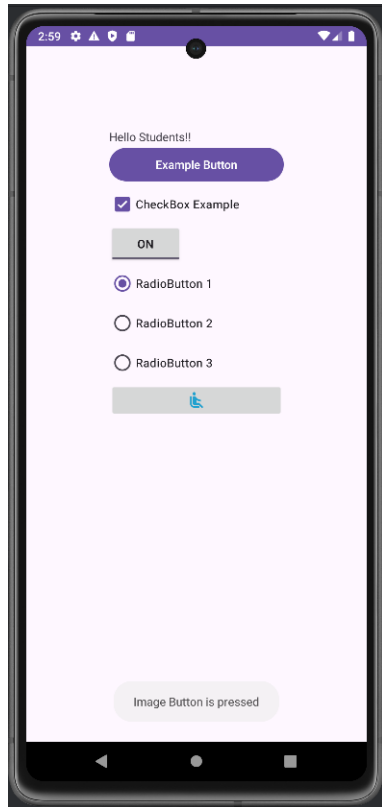 2:59
Hello Students!!
Example Button
CheckBox Example
ON
RadioButton 1
RadioButton 2
RadioButton 3
Image Button is pressed